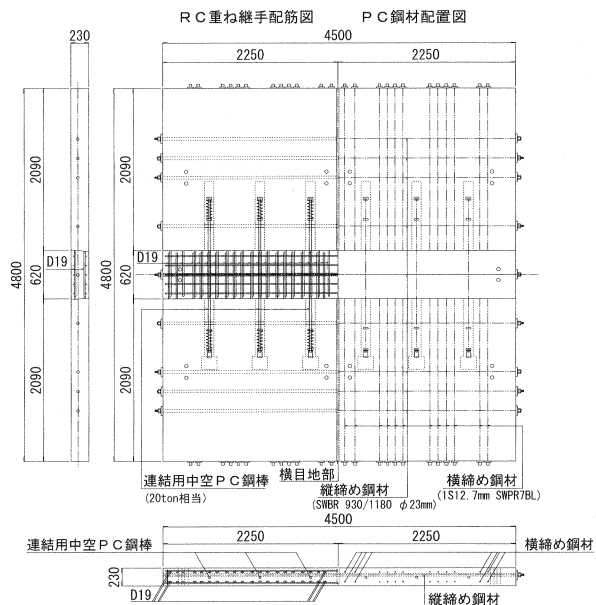 RC重ね継手配筋図 PC鋼材配置図
230
4500
2250 2250
2090
620
2090
4800
D19
2090
620
2090
4800
D19
連結用中空PC鋼棒
(20ton相当)
横目地部
縦締め鋼材
(SWBR 930/1180 φ23mm)
横締め鋼材
(1S12.7mm SWPR7BL)
4500
2250 2250
連結用中空PC鋼棒
横締め鋼材
230
D19
縦締め鋼材